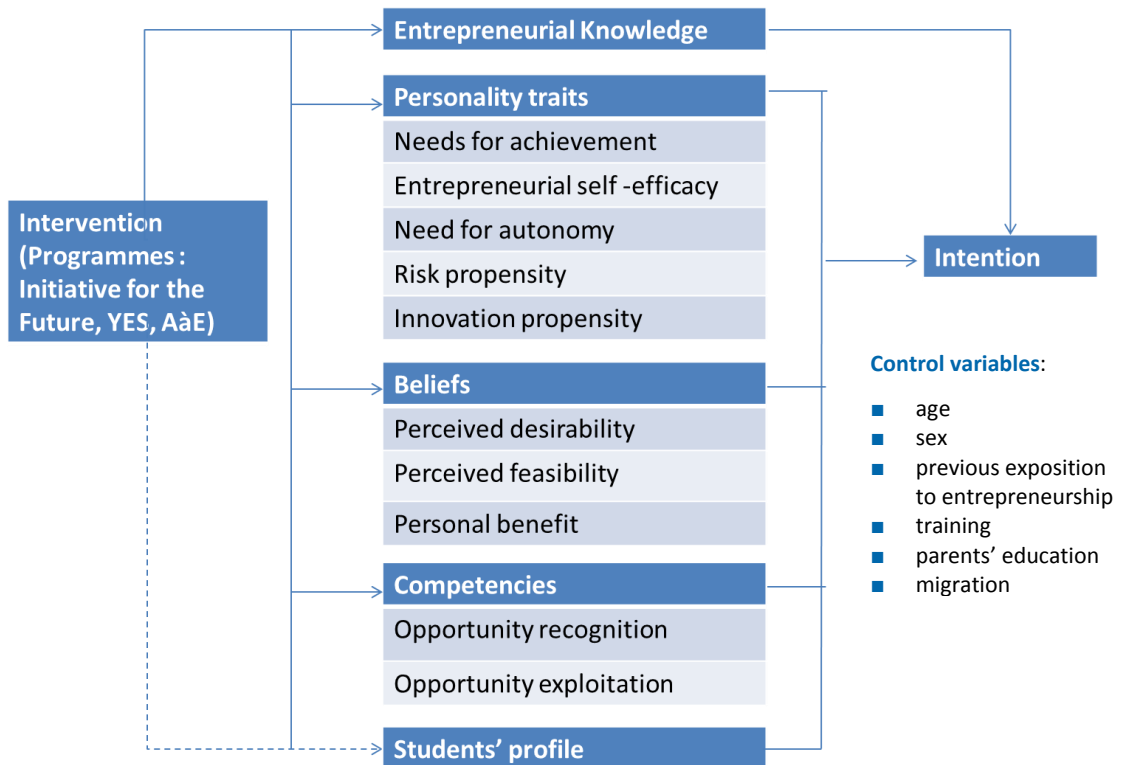 Entrepreneurial Knowledge
Personality traits
Needs for achievement
Entrepreneurial self -efficacy
Need for autonomy
Risk propensity
Innovation propensity
Intervention
(Programmes :
Initiative for the
Future, YES, AàE)
Intention
Beliefs
Perceived desirability
Perceived feasibility
Personal benefit
Competencies
Opportunity recognition
Opportunity exploitation
Students’ profile
Control variables:
■ age
■ sex
■ previous exposition
to entrepreneurship
■ training
■ parents’ education
■ migration